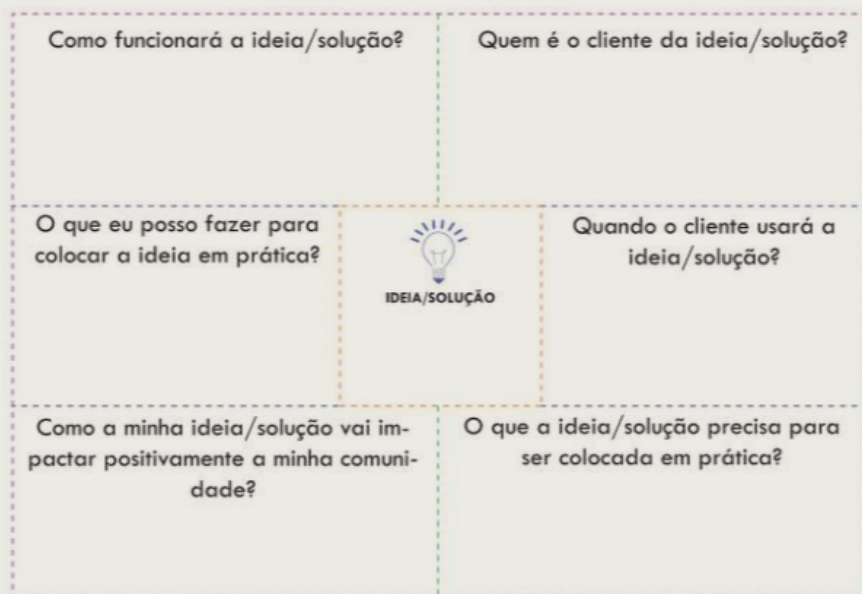 Como funcionará a ideia/solução?
Quem é o cliente da ideia/solução?
O que eu posso fazer para
colocar a ideia em prática?
IDEIA/SOLUÇÃO
Quando o cliente usará a
ideia/solução?
Como a minha ideia/solução vai im-
pactar positivamente a minha comuni-
dade?
O que a ideia/solução precisa para
ser colocada em prática?